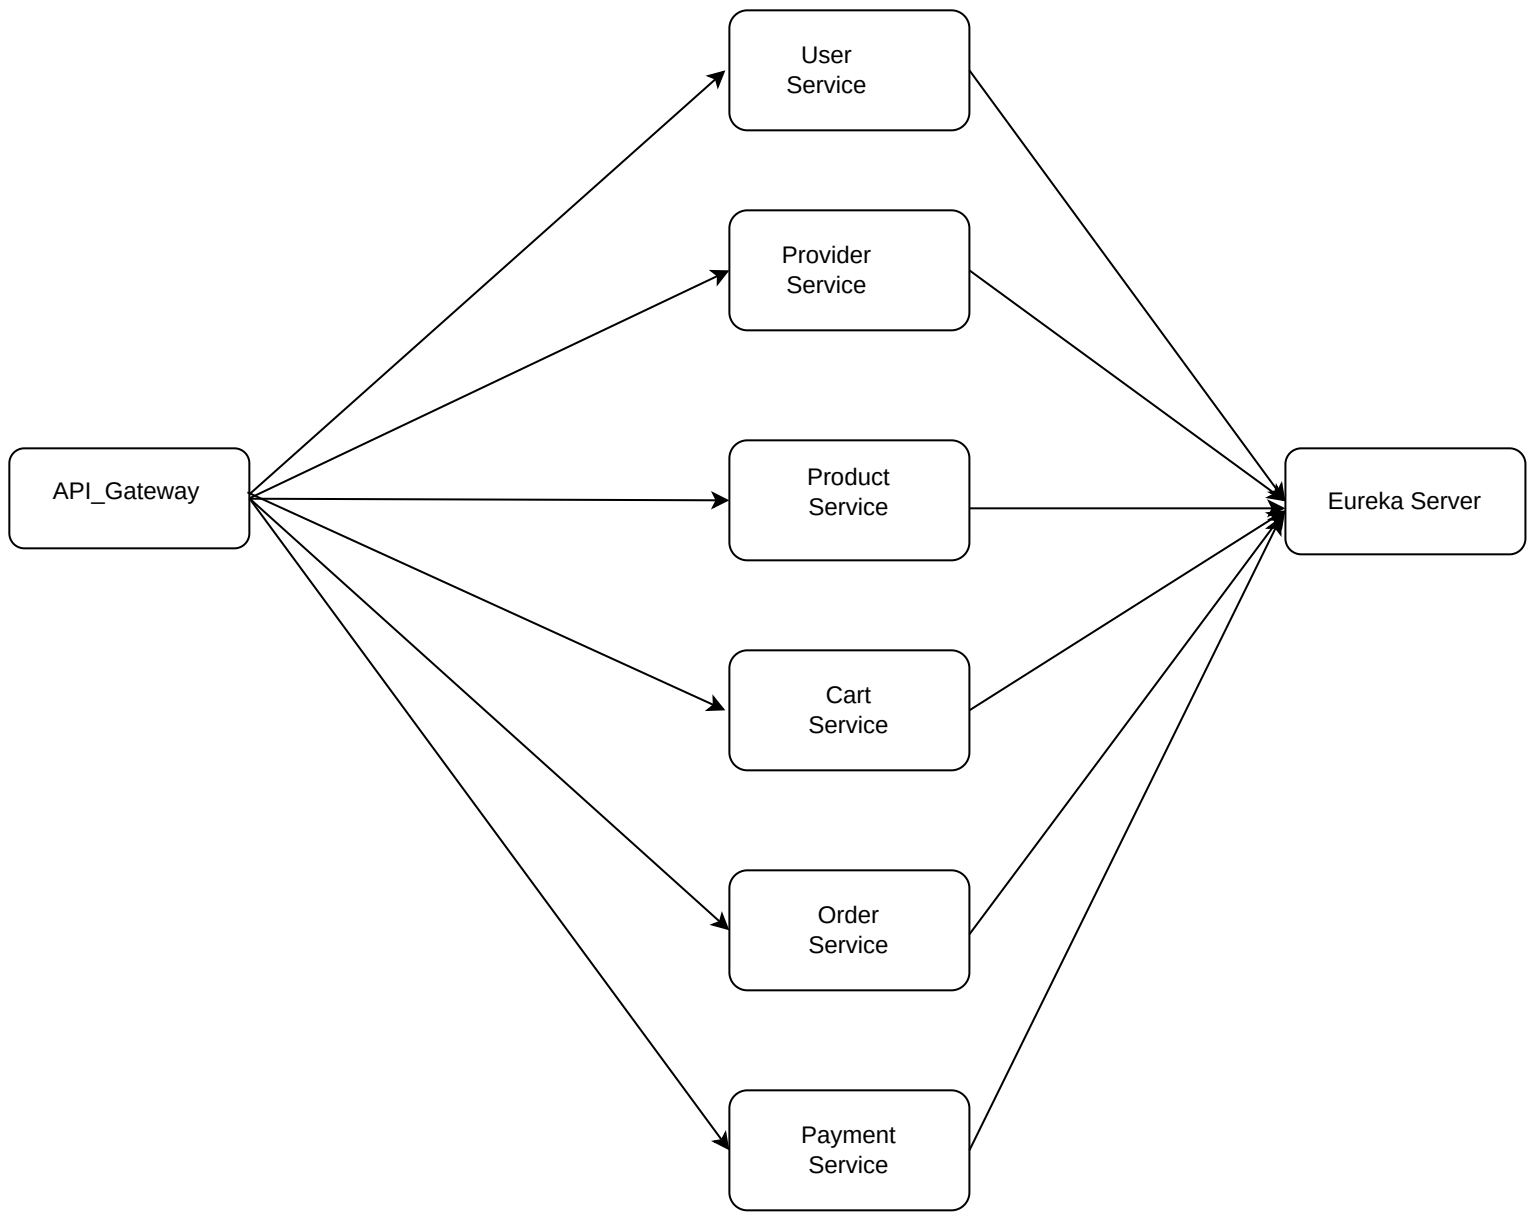 User
Service
Provider
Service
API_Gateway
Product
Service
Eureka Server
Cart
Service
Order
Service
Payment
Service